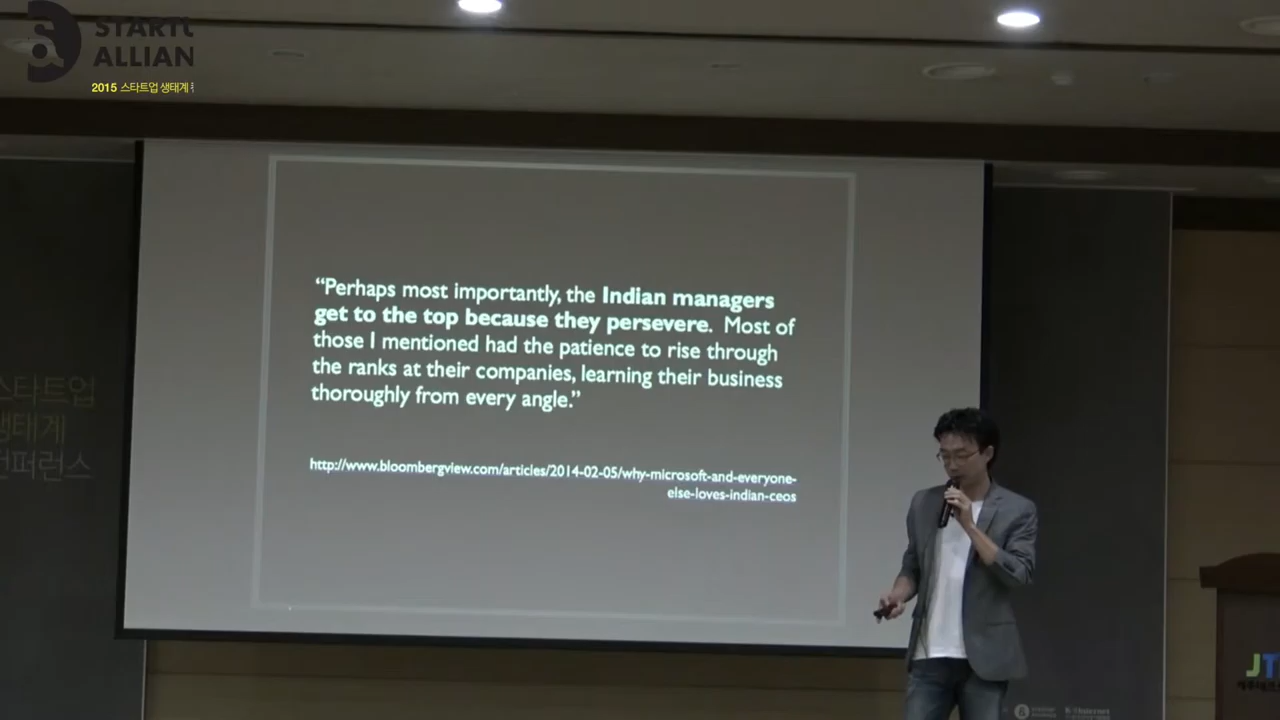 STARTU
ALLIAN
2015 스타트업 생태계
“Perhaps most importantly, the Indian managers
get to the top because they persevere. Most of
those I mentioned had the patience to rise through
the ranks at their companies, learning their business
thoroughly from every angle.”
http://www.bloombergview.com/articles/2014-02-05/why-microsoft-and-everyone-
else-loves-indian-ceos
스타트업
생태계
컨퍼런스
JT